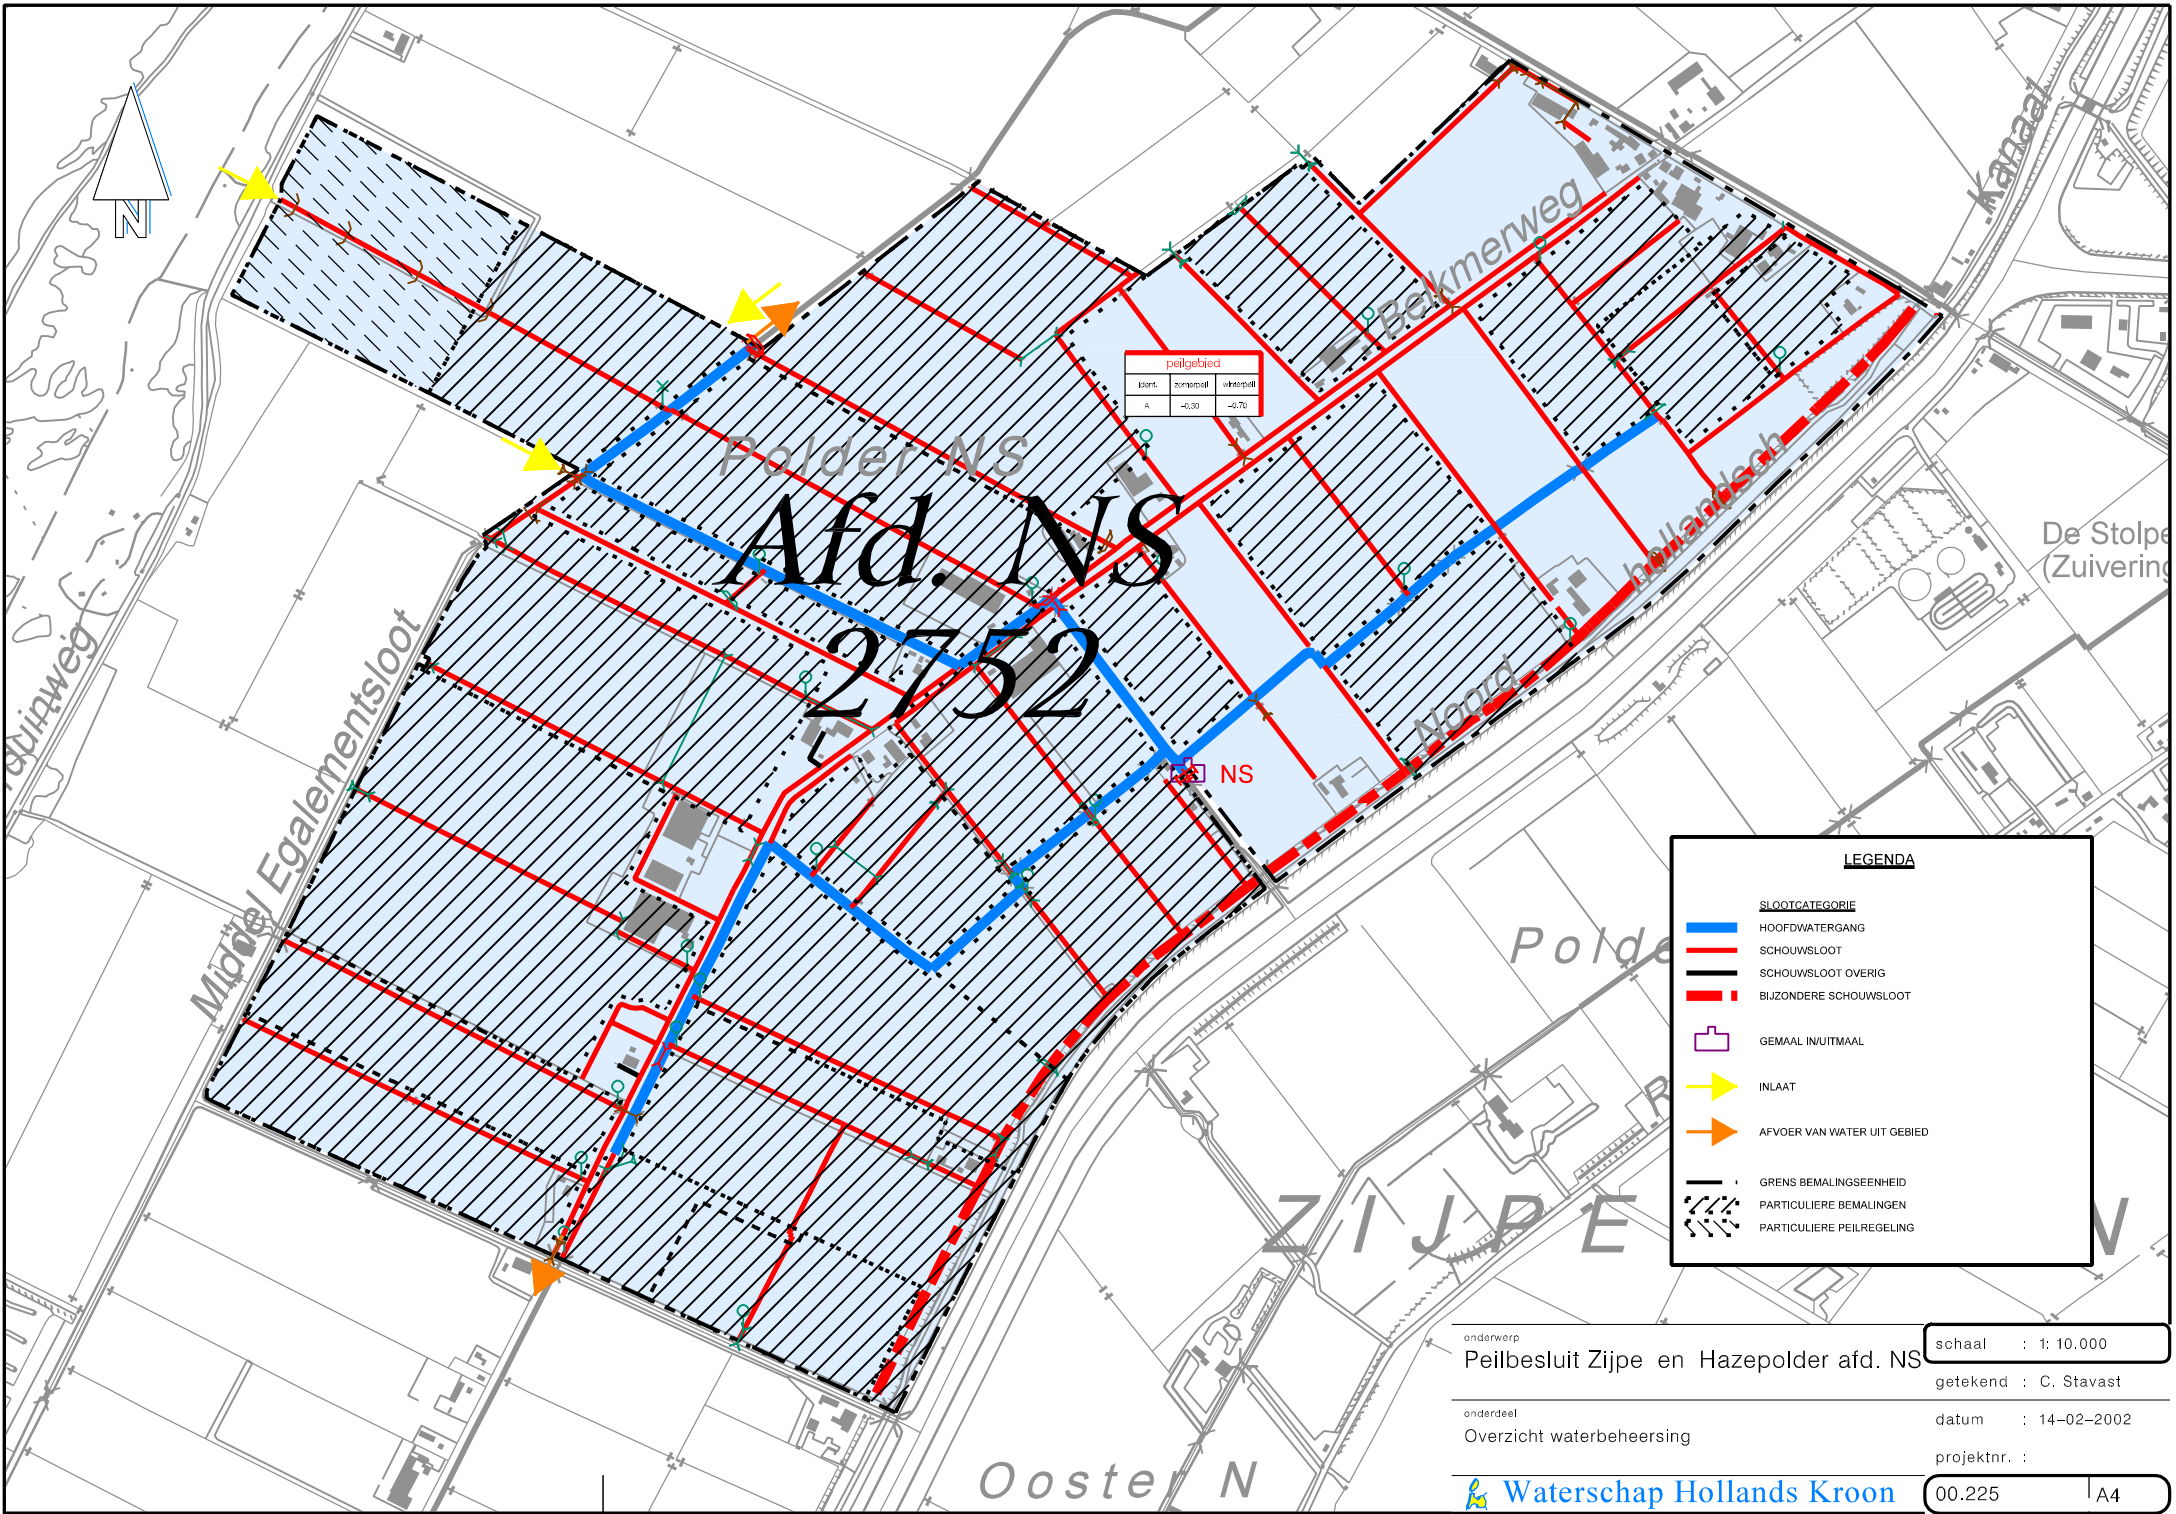 N
Kanaal
Belkmerweg
peilgebied
ident. zomerpeil winterpeil
A -0.30 -0.70
Polder NS
Afd. NS
2752
hollandsch
Noord
De Stolpe
(Zuivering
duinweg
Middel Egalementsloot
NS
Polde
R
ZIJPE
N
Ooster N
LEGENDA
SLOOTCATEGORIE
HOOFDWATERGANG
SCHOUWSLOOT
SCHOUWSLOOT OVERIG
BIJZONDERE SCHOUWSLOOT
GEMAAL IN/UITMAAL
INLAAT
AFVOER VAN WATER UIT GEBIED
GRENS BEMALINGSEENHEID
PARTICULIERE BEMALINGEN
PARTICULIERE PEILREGELING
onderwerp
Peilbesluit Zijpe en Hazepolder afd. NS
schaal : 1: 10.000
getekend : C. Stavast
onderdeel
Overzicht waterbeheersing
datum : 14-02-2002
projektnr. :
Waterschap Hollands Kroon
00.225 A4